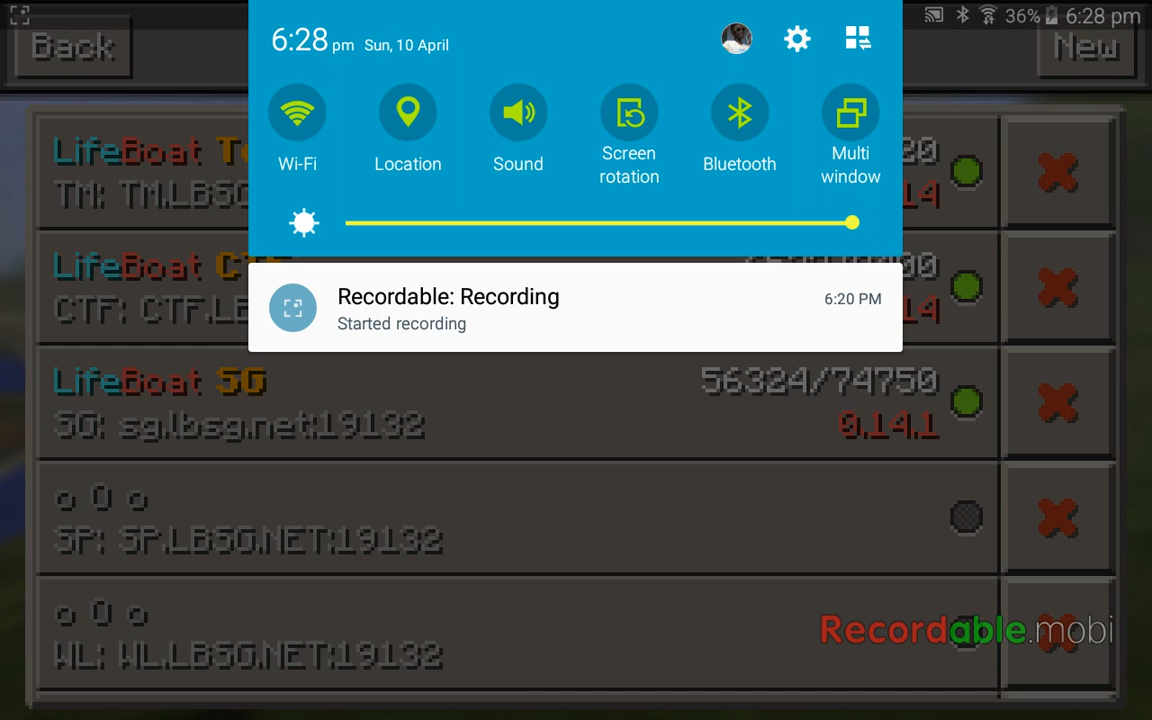 36% 6:28 pm
6:28 pm Sun, 10 April
Back
New
Wi-Fi
Location
Sound
Screen rotation
Bluetooth
Multi window
LifeBoat
TM: TM.LBS
LifeBoat
CTF: CTF.LE
Recordable: Recording
6:20 PM
Started recording
LifeBoat SG
56324/74750
SG: sg.lbsg.net:19132
0.14.1
o O o
SP: SP.LBSG.NET:19132
o O o
WL: WL.LBSG.NET:19132
Recordable.mobi